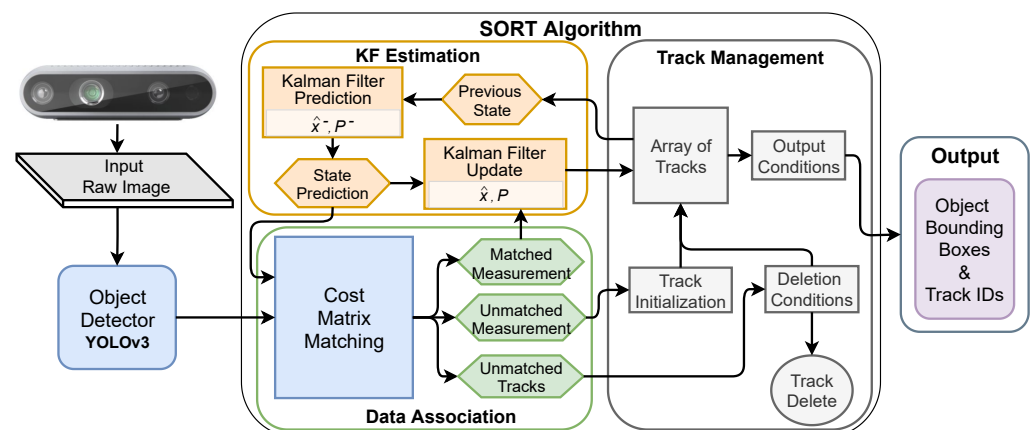 SORT Algorithm
KF Estimation
Track Management
Kalman Filter
Prediction
x̂⁻, P⁻
Previous
State
Input
Raw Image
State
Prediction
Kalman Filter
Update
x̂, P
Array of
Tracks
Output
Conditions
Output
Object
Bounding
Boxes
&
Track IDs
Object
Detector
YOLOv3
Cost
Matrix
Matching
Matched
Measurement
Unmatched
Measurement
Unmatched
Tracks
Track
Initialization
Deletion
Conditions
Track
Delete
Data Association